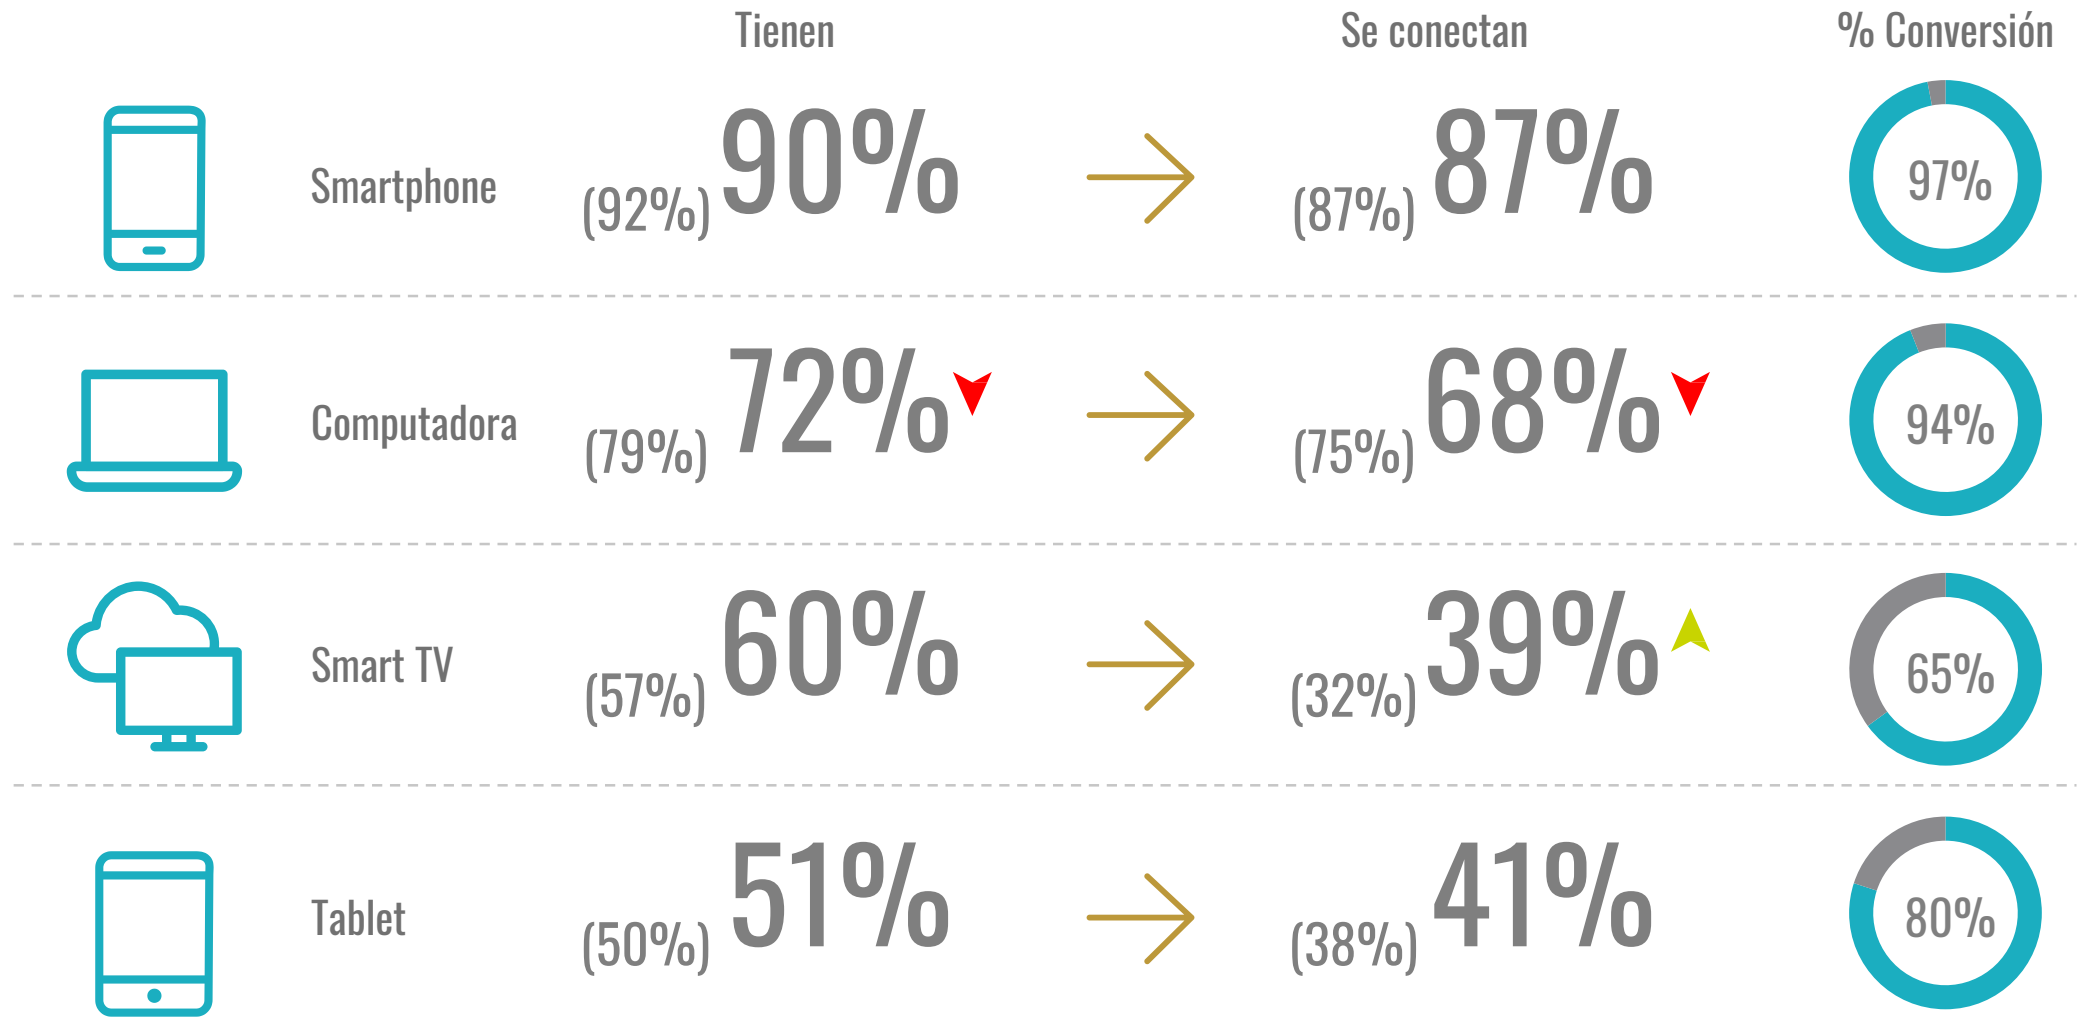 Tienen Se conectan % Conversión
Smartphone (92%) 90% (87%) 87% 97%
Computadora (79%) 72% (75%) 68% 94%
Smart TV (57%) 60% (32%) 39% 65%
Tablet (50%) 51% (38%) 41% 80%